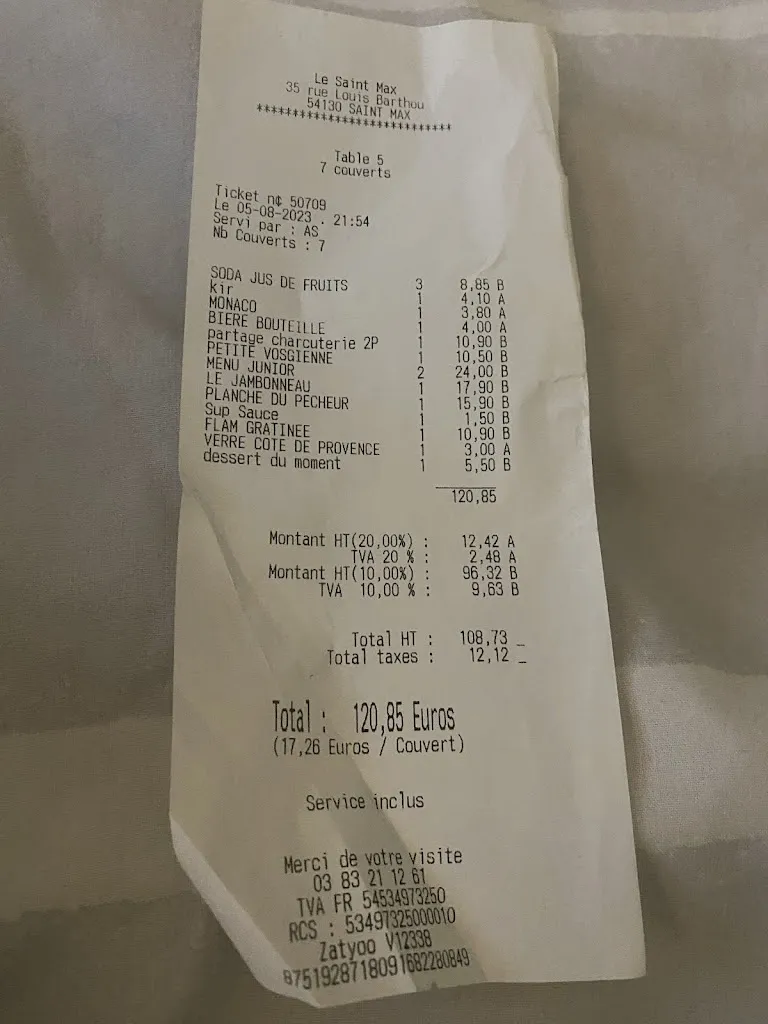 Le Saint Max
35 rue Louis Barthou
54130 SAINT MAX
***************************
Table 5
7 couverts
Ticket n¢ 50709
Le 05-08-2023 . 21:54
Servi par : AS
Nb Couverts : 7
SODA JUS DE FRUITS 3 8,85 B
kir 1 4,10 A
MONACO 1 3,80 A
BIERE BOUTEILLE 1 4,00 A
partage charcuterie 2P 1 10,90 B
PETITE VOSGIENNE 1 10,50 B
MENU JUNIOR 2 24,00 B
LE JAMBONNEAU 1 17,90 B
PLANCHE DU PECHEUR 1 15,90 B
Sup Sauce 1 1,50 B
FLAM GRATINEE 1 10,90 B
VERRE COTE DE PROVENCE 1 3,00 A
dessert du moment 1 5,50 B
120,85
Montant HT(20,00%) : 12,42 A
TVA 20 % : 2,48 A
Montant HT(10,00%) : 96,32 B
TVA 10,00 % : 9,63 B
Total HT : 108,73 _
Total taxes : 12,12 _
Total : 120,85 Euros
(17,26 Euros / Couvert)
Service inclus
Merci de votre visite
03 83 21 12 61
TVA FR 54534973250
RCS : 53497325000010
Zatyoo V12338
8751928718091682280849